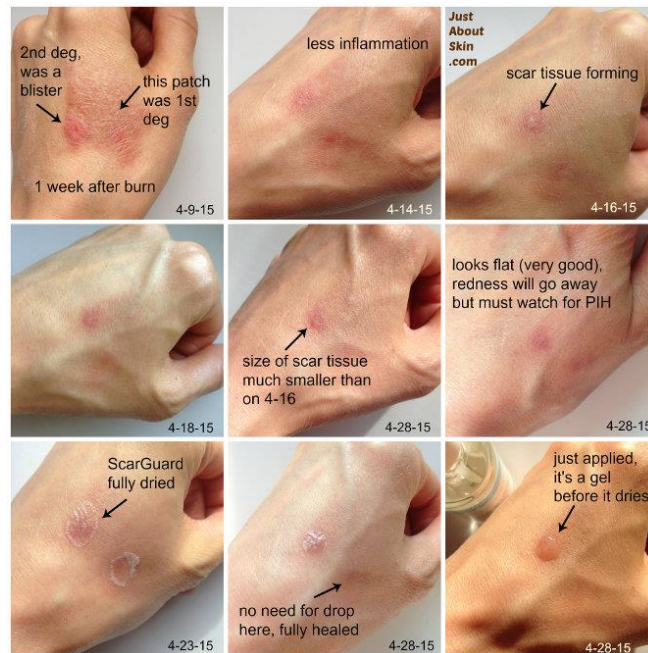 2nd deg,
was a
blister
this patch
was 1st
deg
1 week after burn
4-9-15
less inflammation
4-14-15
Just
About
Skin
.com
scar tissue forming
4-16-15
4-18-15
size of scar tissue
much smaller than
on 4-16
4-28-15
looks flat (very good),
redness will go away
but must watch for PIH
4-28-15
ScarGuard
fully dried
4-23-15
no need for drop
here, fully healed
4-28-15
just applied,
it's a gel
before it dries
4-28-15